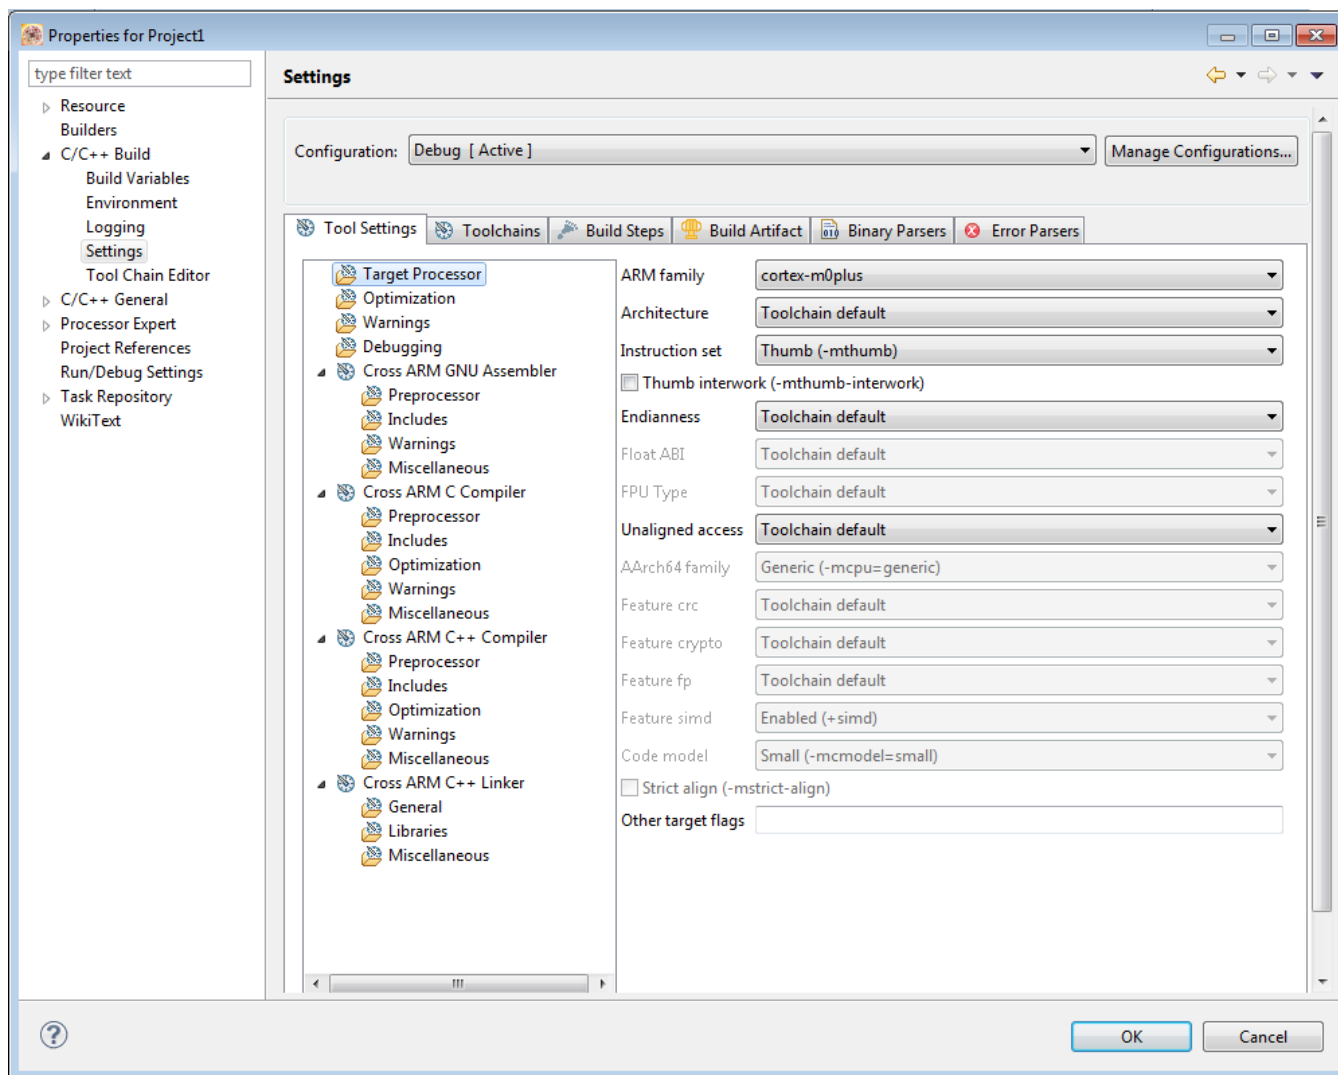 Properties for Project1
type filter text
Resource
Builders
C/C++ Build
Build Variables
Environment
Logging
Settings
Tool Chain Editor
C/C++ General
Processor Expert
Project References
Run/Debug Settings
Task Repository
WikiText
Settings
Configuration: Debug [ Active ] Manage Configurations...
Tool Settings Toolchains Build Steps Build Artifact Binary Parsers Error Parsers
Target Processor
Optimization
Warnings
Debugging
Cross ARM GNU Assembler
Preprocessor
Includes
Warnings
Miscellaneous
Cross ARM C Compiler
Preprocessor
Includes
Optimization
Warnings
Miscellaneous
Cross ARM C++ Compiler
Preprocessor
Includes
Optimization
Warnings
Miscellaneous
Cross ARM C++ Linker
General
Libraries
Miscellaneous
ARM family cortex-m0plus
Architecture Toolchain default
Instruction set Thumb (-mthumb)
Thumb interwork (-mthumb-interwork)
Endianness Toolchain default
Float ABI Toolchain default
FPU Type Toolchain default
Unaligned access Toolchain default
AArch64 family Generic (-mcpu=generic)
Feature crc Toolchain default
Feature crypto Toolchain default
Feature fp Toolchain default
Feature simd Enabled (+simd)
Code model Small (-mcmodel=small)
Strict align (-mstrict-align)
Other target flags
OK Cancel